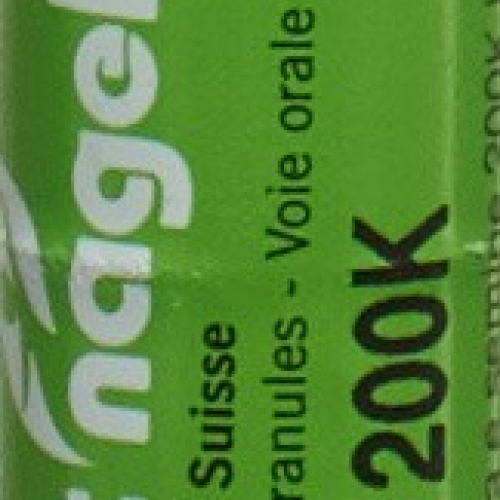 nagel
Suisse
ranules - Voie orale
200K